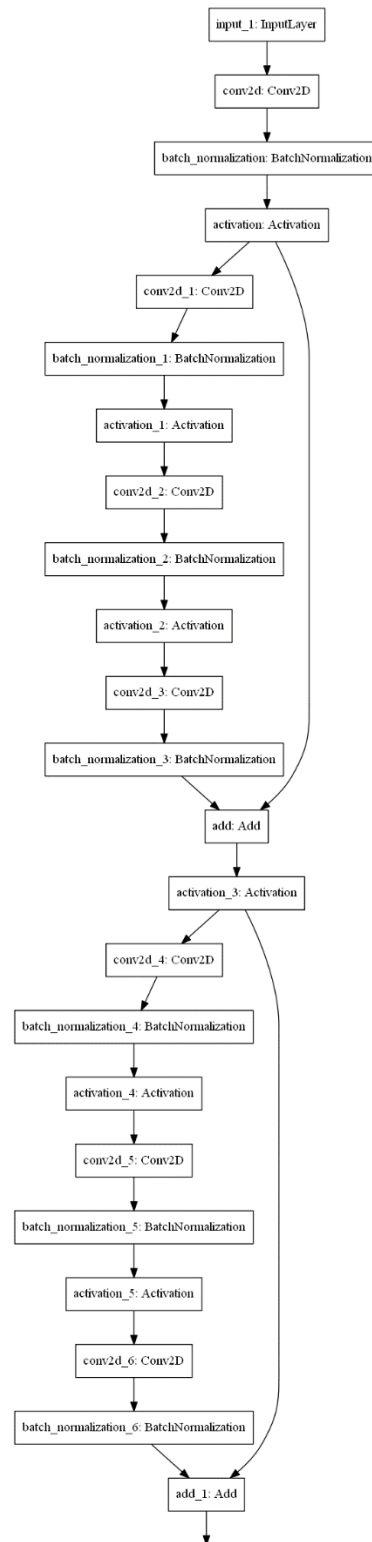 input_1: InputLayer
conv2d: Conv2D
batch_normalization: BatchNormalization
activation: Activation
conv2d_1: Conv2D
batch_normalization_1: BatchNormalization
activation_1: Activation
conv2d_2: Conv2D
batch_normalization_2: BatchNormalization
activation_2: Activation
conv2d_3: Conv2D
batch_normalization_3: BatchNormalization
add: Add
activation_3: Activation
conv2d_4: Conv2D
batch_normalization_4: BatchNormalization
activation_4: Activation
conv2d_5: Conv2D
batch_normalization_5: BatchNormalization
activation_5: Activation
conv2d_6: Conv2D
batch_normalization_6: BatchNormalization
add_1: Add